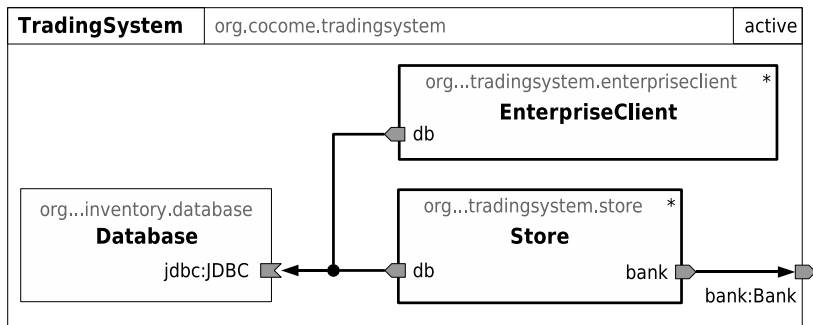 TradingSystem org.cocome.tradingsystem active
org...tradingsystem.enterpriseclient *
EnterpriseClient
db
org...inventory.database
Database
jdbc:JDBC
org...tradingsystem.store *
Store
db
bank
bank:Bank